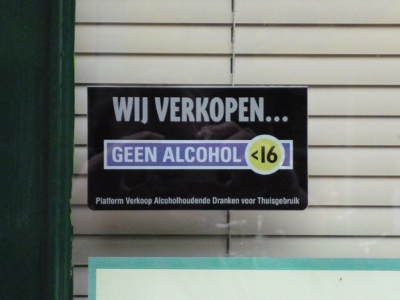 WIJ VERKOPEN...
GEEN ALCOHOL <16
Platform Verkoop Alcoholhoudende Dranken voor Thuisgebruik